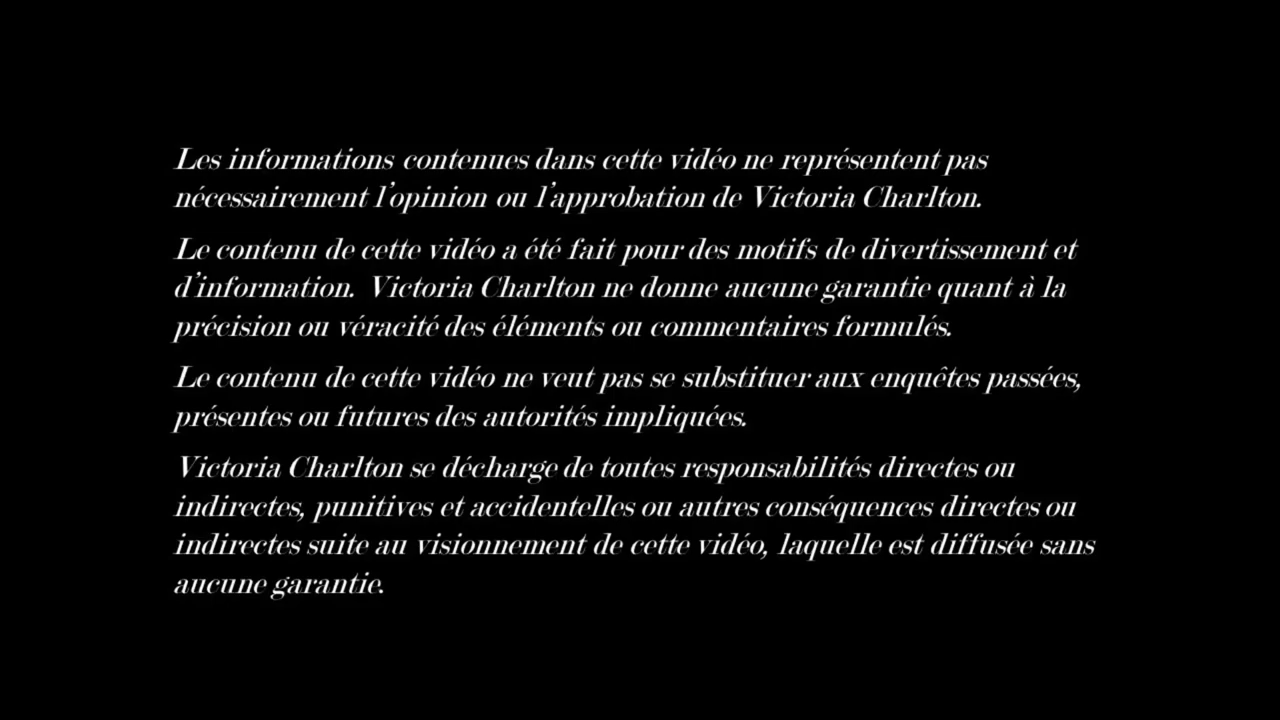 Les informations contenues dans cette vidéo ne représentent pas
nécessairement l’opinion ou l’approbation de Victoria Charlton.
Le contenu de cette vidéo a été fait pour des motifs de divertissement et
d’information. Victoria Charlton ne donne aucune garantie quant à la
précision ou véracité des éléments ou commentaires formulés.
Le contenu de cette vidéo ne veut pas se substituer aux enquêtes passées,
présentes ou futures des autorités impliquées.
Victoria Charlton se décharge de toutes responsabilités directes ou
indirectes, punitives et accidentelles ou autres conséquences directes ou
indirectes suite au visionnement de cette vidéo, laquelle est diffusée sans
aucune garantie.